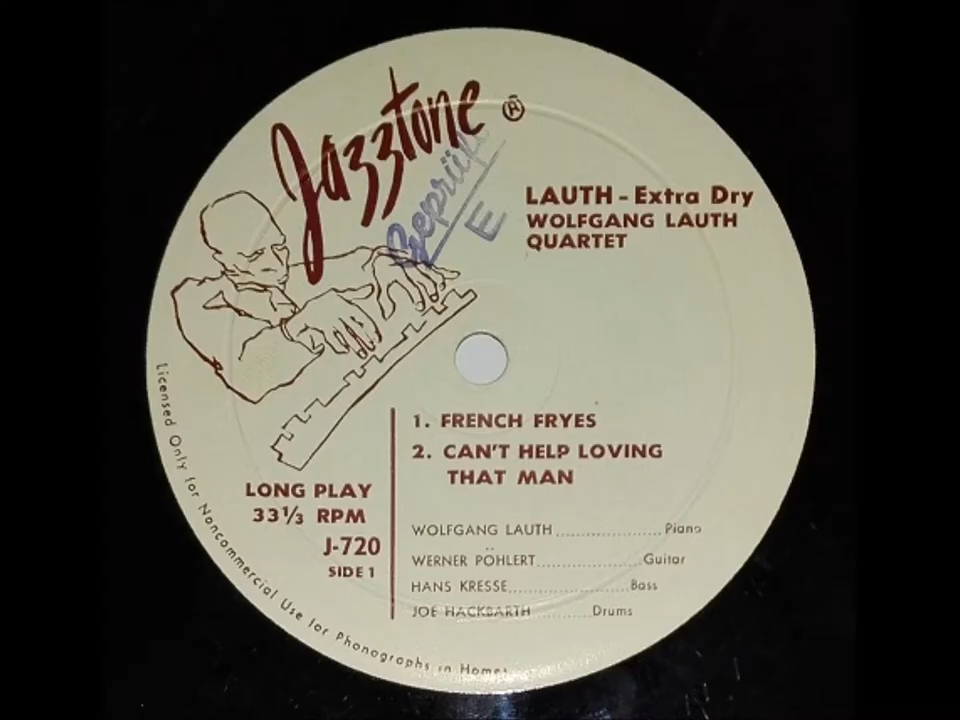 Jazztone ®
Geprüft
E
LAUTH - Extra Dry
WOLFGANG LAUTH
QUARTET
1. FRENCH FRYES
2. CAN'T HELP LOVING
THAT MAN
LONG PLAY
33⅓ RPM
J-720
SIDE 1
WOLFGANG LAUTH......................Piano
WERNER PÖHLERT......................Guitar
HANS KRESSE.........................Bass
JOE HACKBARTH ...........Drums
Licensed Only for Noncommercial Use for Phonographs in Homes